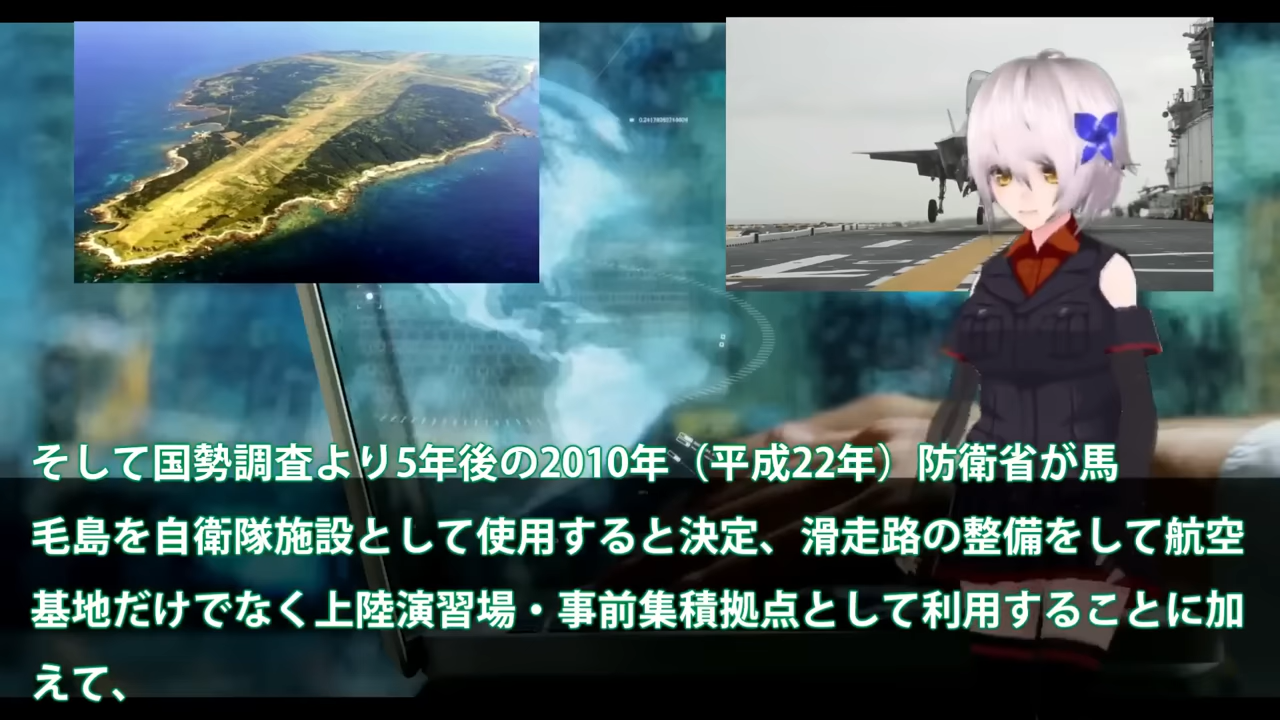 そして国勢調査より5年後の2010年（平成22年）防衛省が馬
毛島を自衛隊施設として使用すると決定、滑走路の整備をして航空
基地だけでなく上陸演習場・事前集積拠点として利用することに加
えて、